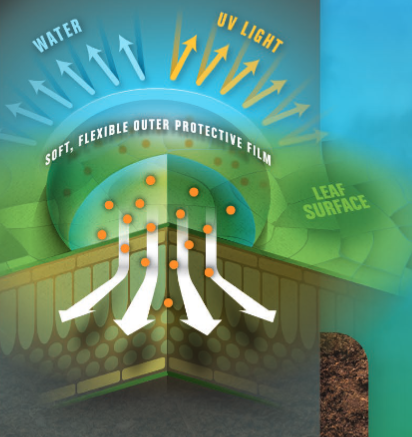 WATER
UV LIGHT
SOFT, FLEXIBLE OUTER PROTECTIVE FILM
LEAF
SURFACE